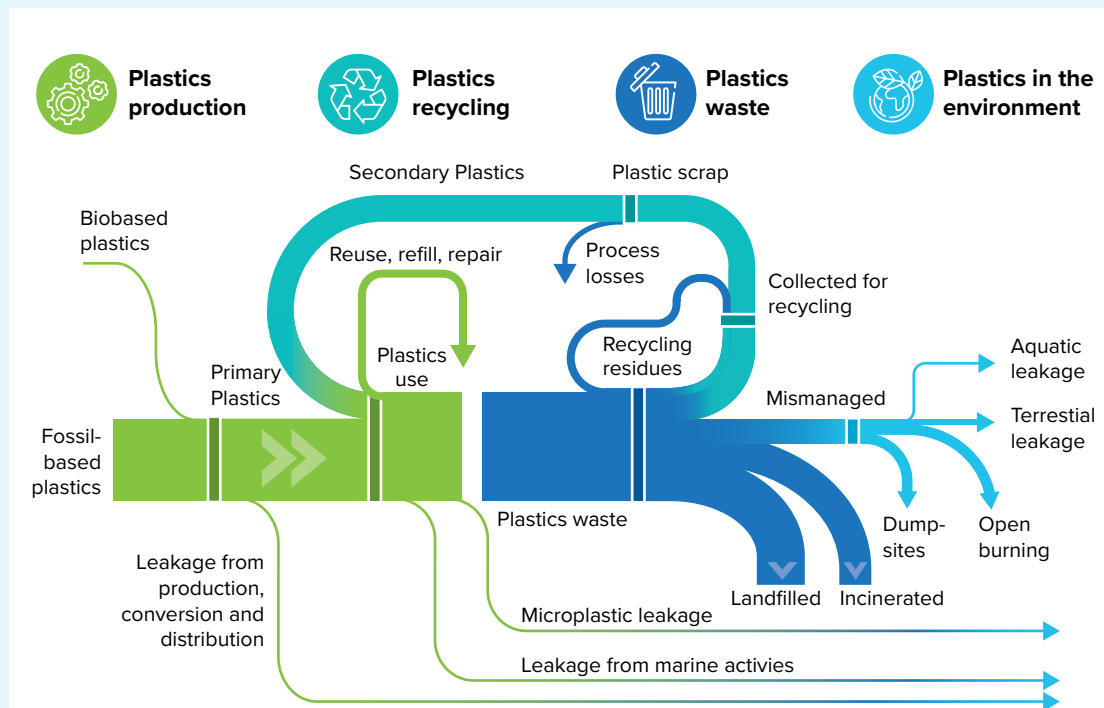 Plastics
production
Plastics
recycling
Plastics
waste
Plastics in the
environment
Secondary Plastics
Plastic scrap
Biobased
plastics
Reuse, refill, repair
Process
losses
Collected for
recycling
Primary
Plastics
Plastics
use
Recycling
residues
Mismanaged
Aquatic
leakage
Terrestial
leakage
Fossil-
based
plastics
Plastics waste
Dump-
sites
Open
burning
Leakage from
production,
conversion and
distribution
Landfilled
Incinerated
Microplastic leakage
Leakage from marine activies